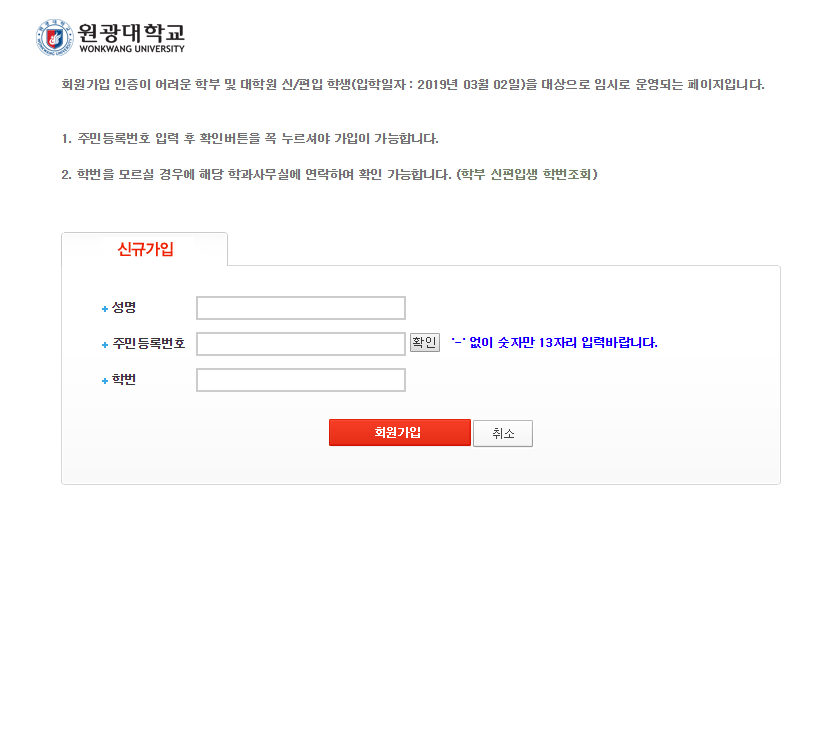 원광대학교
WONKWANG UNIVERSITY
회원가입 인증이 어려운 학부 및 대학원 신/편입 학생(입학일자 : 2019년 03월 02일)을 대상으로 임시로 운영되는 페이지입니다.
1. 주민등록번호 입력 후 확인버튼을 꼭 누르셔야 가입이 가능합니다.
2. 학번을 모르실 경우에 해당 학과사무실에 연락하여 확인 가능합니다. (학부 신편입생 학번조회)
신규가입
성명
주민등록번호 확인 '-' 없이 숫자만 13자리 입력바랍니다.
학번
회원가입 취소